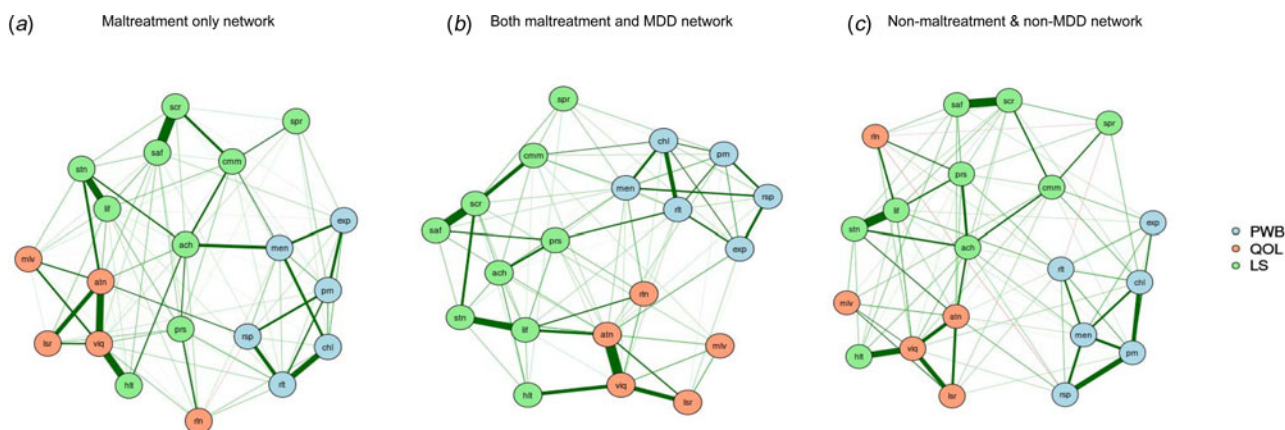 (a) Maltreatment only network
(b) Both maltreatment and MDD network
(c) Non-maltreatment & non-MDD network
scr
spr
saf
cmm
stn
lif
exp
ach
men
mlv
atn
prn
prs
rsp
lsr
viq
chl
hlt
rlt
rln
spr
chl
cmm
prn
men
rsp
scr
rlt
saf
prs
exp
ach
rln
stn
lif
atn
mlv
viq
hlt
lsr
saf
scr
spr
rln
prs
cmm
lif
exp
stn
ach
rlt
chl
mlv
atn
men
viq
prn
hlt
lsr
rsp
PWB
QOL
LS